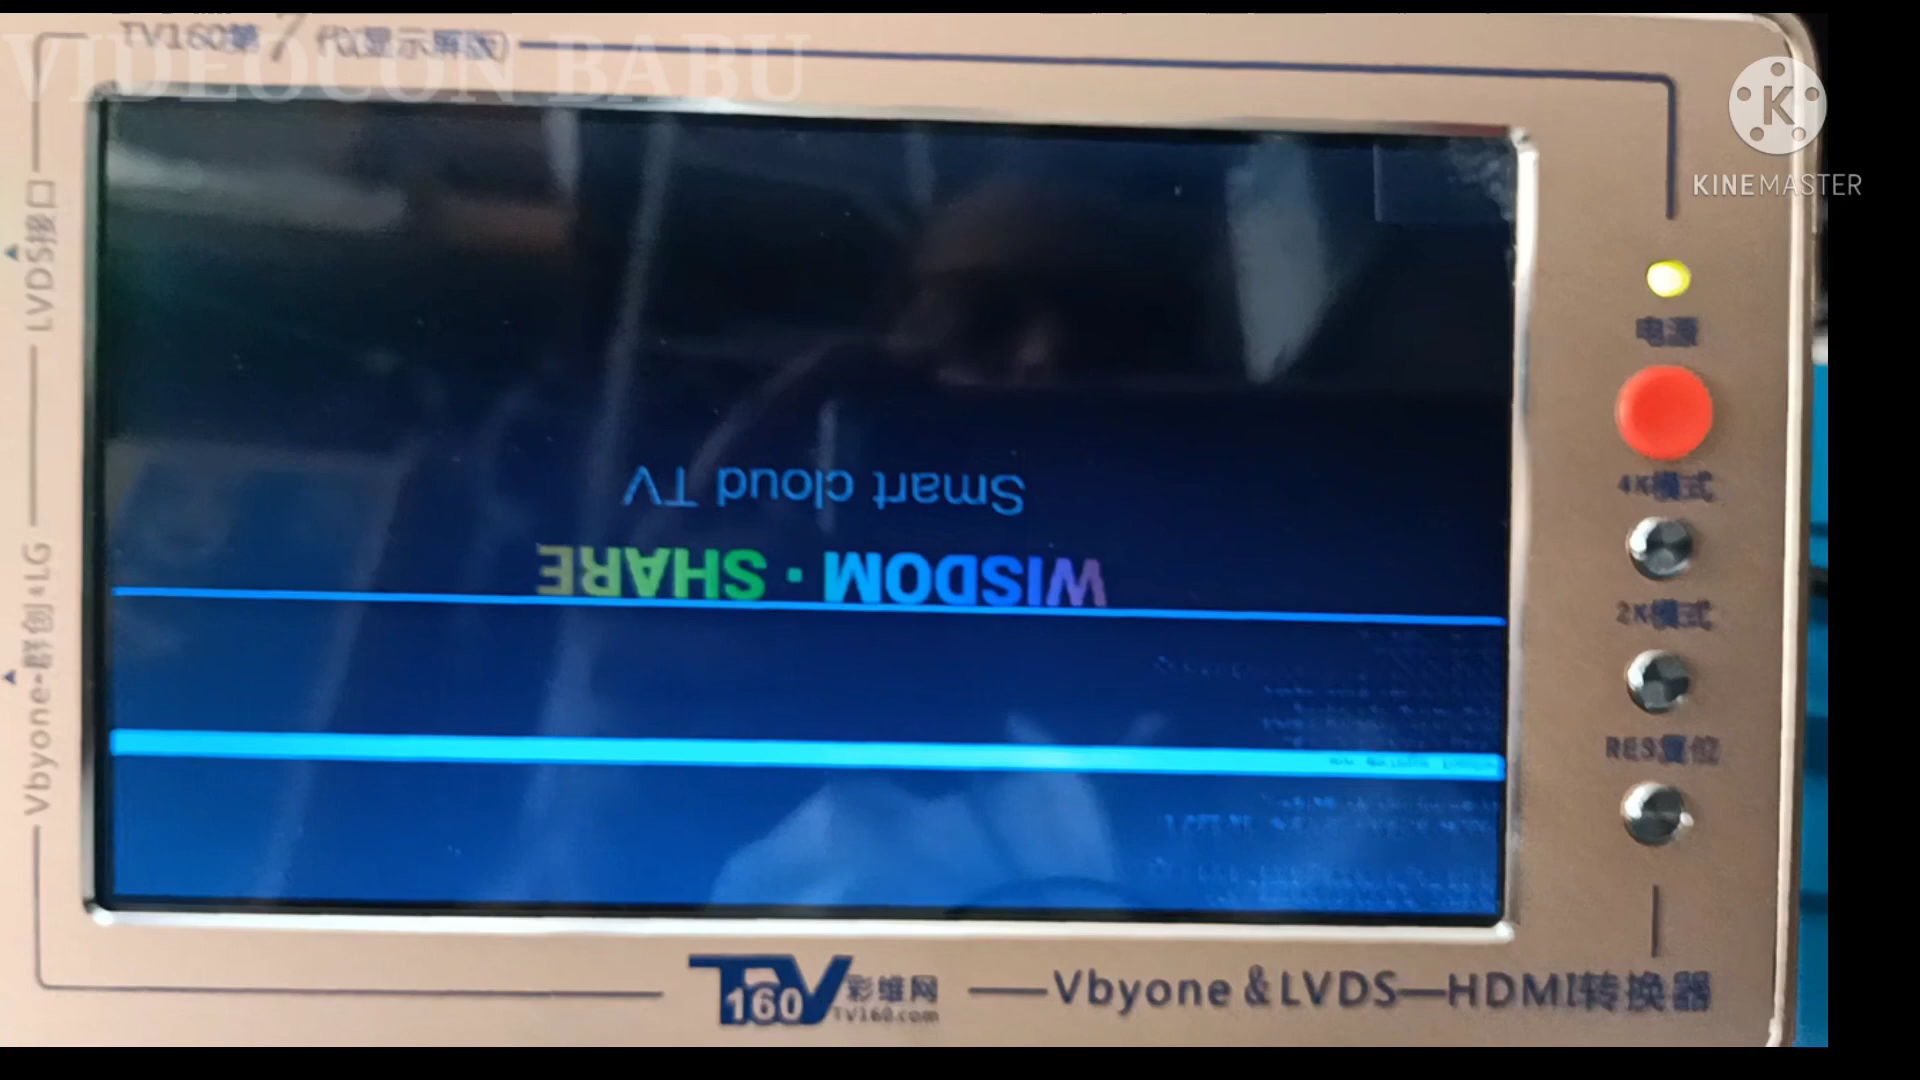 TV160第7代(显示屏版)
VIDEOCON BABU
K
KINEMASTER
LVDS接口
Vbyone-群创&LG
电源
4K模式
2K模式
RES复位
Smart cloud TV
WISDOM · SHARE
TV160
彩维网
TV160.com
Vbyone&LVDS—HDMI转换器